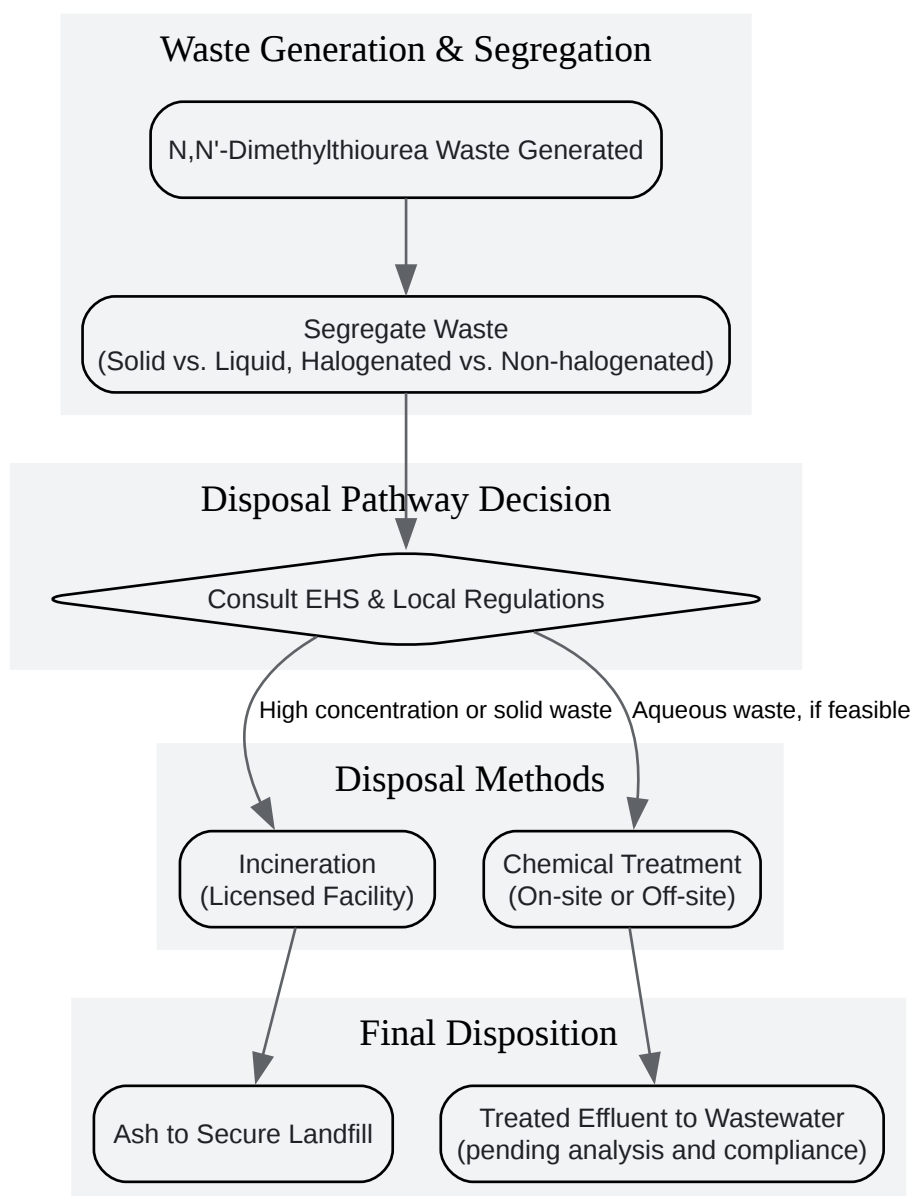 Waste Generation & Segregation
N,N'-Dimethylthiourea Waste Generated
Segregate Waste
(Solid vs. Liquid, Halogenated vs. Non-halogenated)
Disposal Pathway Decision
Consult EHS & Local Regulations
High concentration or solid waste
Aqueous waste, if feasible
Disposal Methods
Incineration
(Licensed Facility)
Chemical Treatment
(On-site or Off-site)
Final Disposition
Ash to Secure Landfill
Treated Effluent to Wastewater
(pending analysis and compliance)